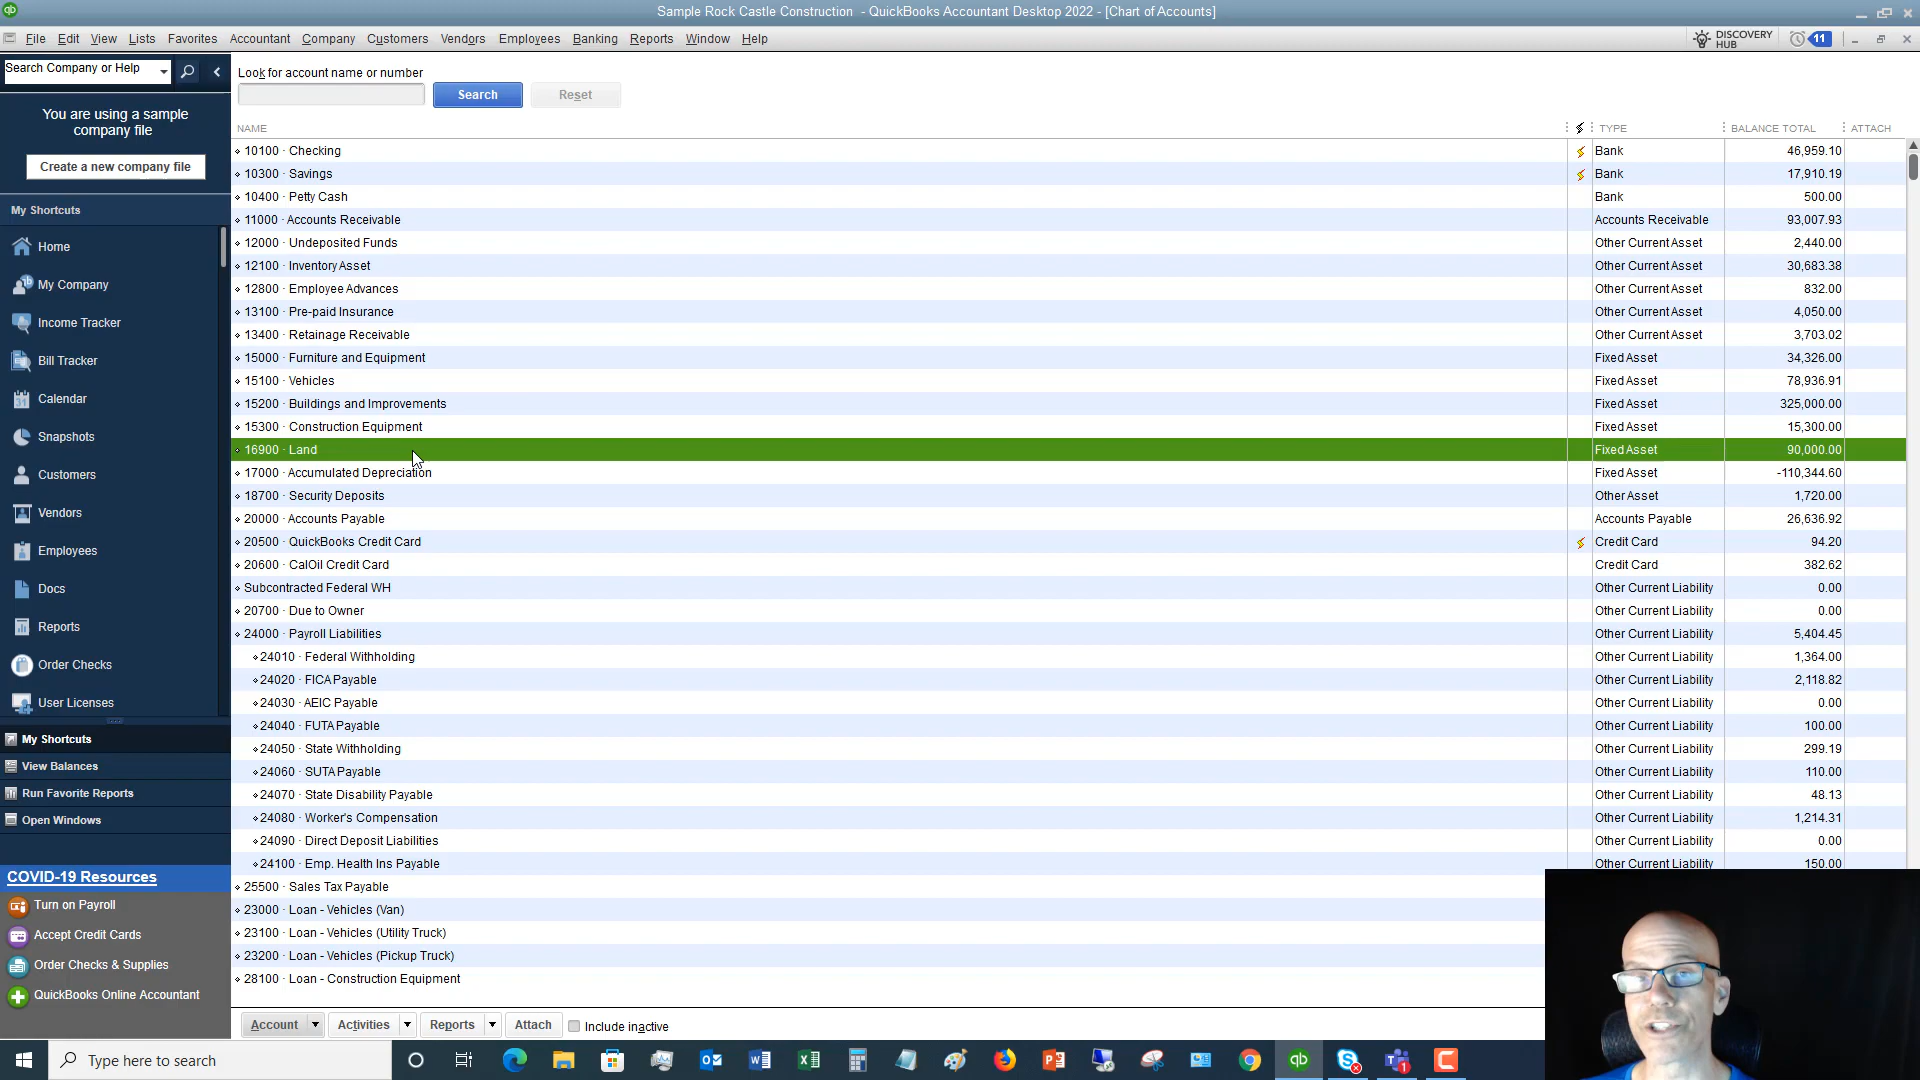 Sample Rock Castle Construction - QuickBooks Accountant Desktop 2022 - [Chart of Accounts]
File Edit View Lists Favorites Accountant Company Customers Vendors Employees Banking Reports Window Help
DISCOVERY HUB 11
Search Company or Help
You are using a sample company file
Create a new company file
My Shortcuts
Home
My Company
Income Tracker
Bill Tracker
Calendar
Snapshots
Customers
Vendors
Employees
Docs
Reports
Order Checks
User Licenses
My Shortcuts
View Balances
Run Favorite Reports
Open Windows
COVID-19 Resources
Turn on Payroll
Accept Credit Cards
Order Checks & Supplies
QuickBooks Online Accountant
Look for account name or number
Search Reset
NAME TYPE BALANCE TOTAL ATTACH
10100 · Checking Bank 46,959.10
10300 · Savings Bank 17,910.19
10400 · Petty Cash Bank 500.00
11000 · Accounts Receivable Accounts Receivable 93,007.93
12000 · Undeposited Funds Other Current Asset 2,440.00
12100 · Inventory Asset Other Current Asset 30,683.38
12800 · Employee Advances Other Current Asset 832.00
13100 · Pre-paid Insurance Other Current Asset 4,050.00
13400 · Retainage Receivable Other Current Asset 3,703.02
15000 · Furniture and Equipment Fixed Asset 34,326.00
15100 · Vehicles Fixed Asset 78,936.91
15200 · Buildings and Improvements Fixed Asset 325,000.00
15300 · Construction Equipment Fixed Asset 15,300.00
16900 · Land Fixed Asset 90,000.00
17000 · Accumulated Depreciation Fixed Asset -110,344.60
18700 · Security Deposits Other Asset 1,720.00
20000 · Accounts Payable Accounts Payable 26,636.92
20500 · QuickBooks Credit Card Credit Card 94.20
20600 · CalOil Credit Card Credit Card 382.62
Subcontracted Federal WH Other Current Liability 0.00
20700 · Due to Owner Other Current Liability 0.00
24000 · Payroll Liabilities Other Current Liability 5,404.45
24010 · Federal Withholding Other Current Liability 1,364.00
24020 · FICA Payable Other Current Liability 2,118.82
24030 · AEIC Payable Other Current Liability 0.00
24040 · FUTA Payable Other Current Liability 100.00
24050 · State Withholding Other Current Liability 299.19
24060 · SUTA Payable Other Current Liability 110.00
24070 · State Disability Payable Other Current Liability 48.13
24080 · Worker's Compensation Other Current Liability 1,214.31
24090 · Direct Deposit Liabilities Other Current Liability 0.00
24100 · Emp. Health Ins Payable Other Current Liability 150.00
25500 · Sales Tax Payable
23000 · Loan - Vehicles (Van)
23100 · Loan - Vehicles (Utility Truck)
23200 · Loan - Vehicles (Pickup Truck)
28100 · Loan - Construction Equipment
Account Activities Reports Attach Include inactive
Type here to search